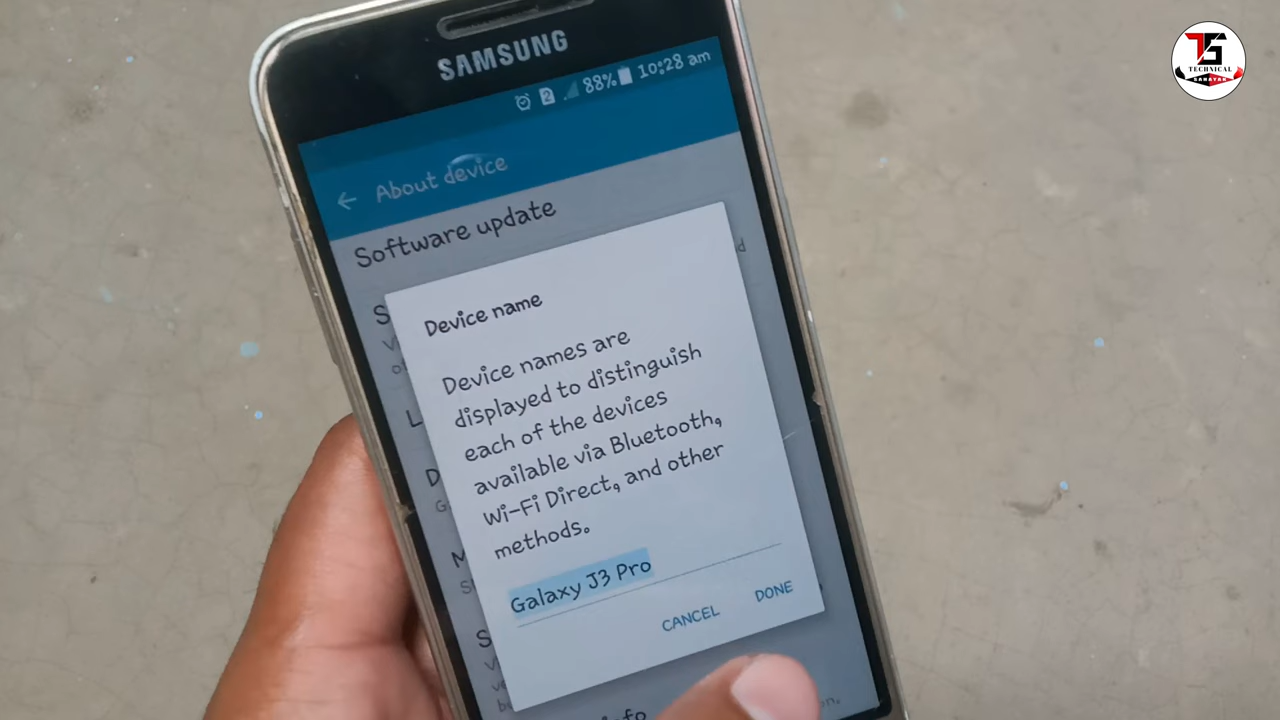 TS
TECHNICAL
SAMSUNG
88% 10:28 am
About device
Software update
Device name
Device names are
displayed to distinguish
each of the devices
available via Bluetooth,
Wi-Fi Direct, and other
methods.
Galaxy J3 Pro
CANCEL DONE